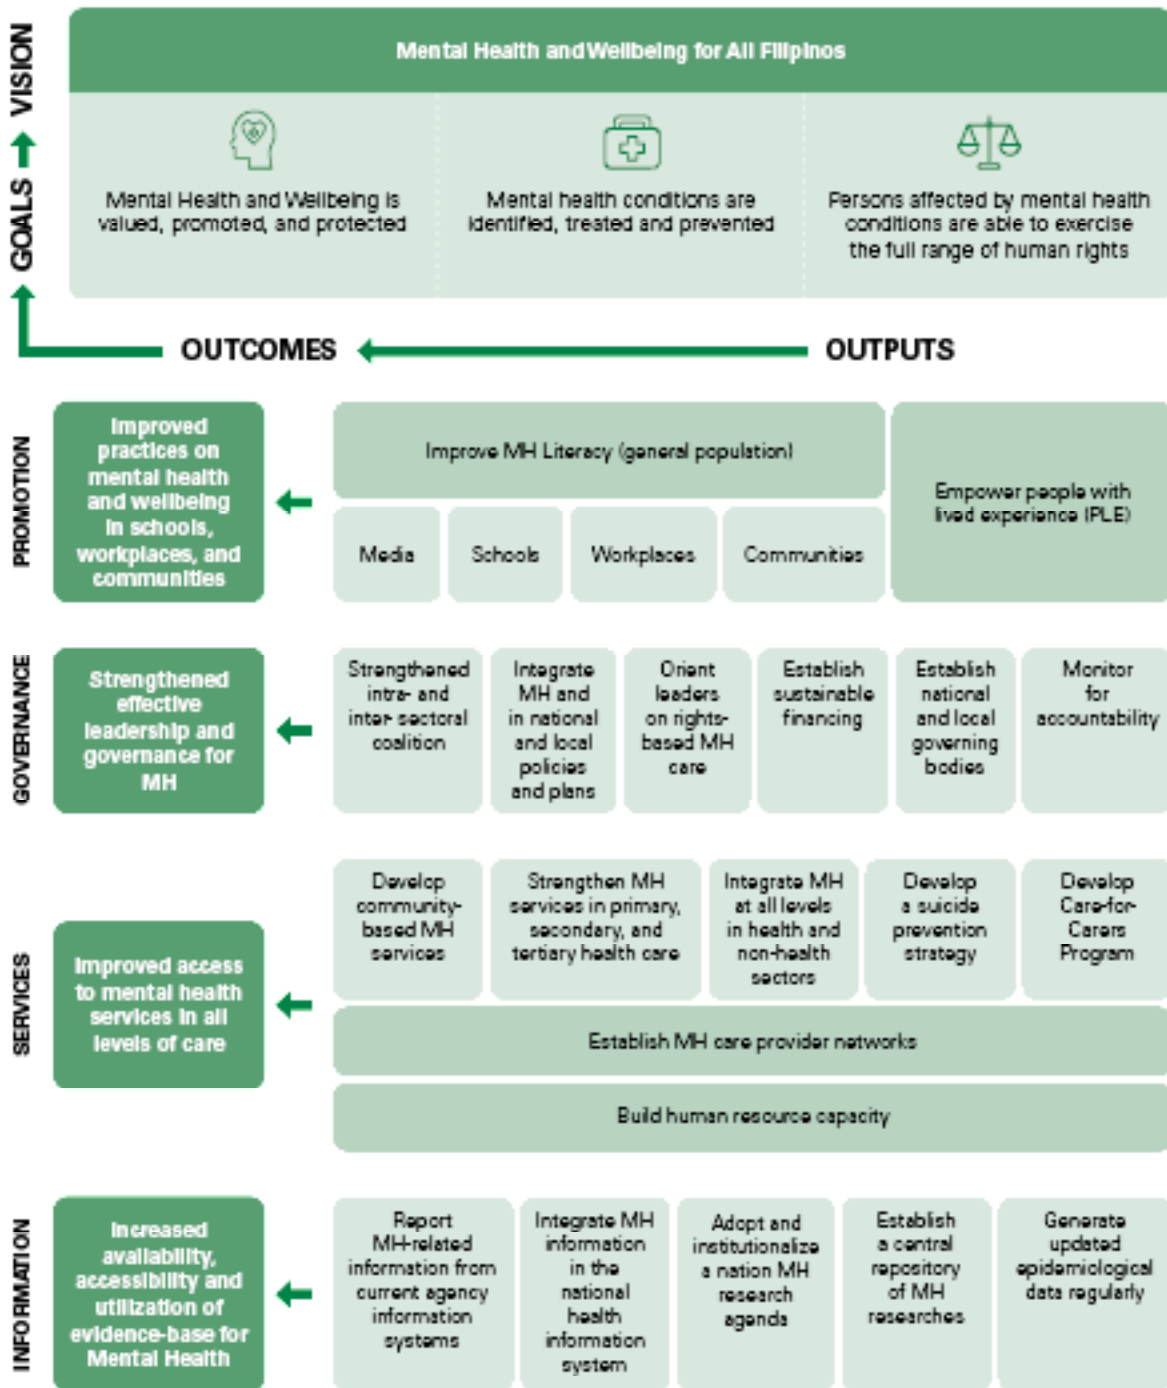 VISION
Mental Health and Wellbeing for All Filipinos
GOALS
Mental Health and Wellbeing is
valued, promoted, and protected
Mental health conditions are
identified, treated and prevented
Persons affected by mental health
conditions are able to exercise
the full range of human rights
OUTCOMES
OUTPUTS
PROMOTION
Improved
practices on
mental health
and wellbeing
in schools,
workplaces, and
communities
Improve MH Literacy (general population)
Media
Schools
Workplaces
Communities
Empower people with
lived experience (PLE)
GOVERNANCE
Strengthened
effective
leadership and
governance for
MH
Strengthened
intra- and
inter-sectoral
coalition
Integrate
MH and
in national
and local
policies
and plans
Orient
leaders
on rights-
based MH
care
Establish
sustainable
financing
Establish
national
and local
governing
bodies
Monitor
for
accountability
SERVICES
Improved access
to mental health
services in all
levels of care
Develop
community-
based MH
services
Strengthen MH
services in primary,
secondary, and
tertiary health care
Integrate MH
at all levels
in health and
non-health
sectors
Develop
a suicide
prevention
strategy
Develop
Care-for-
Carers
Program
Establish MH care provider networks
Build human resource capacity
INFORMATION
Increased
availability,
accessibility and
utilization of
evidence-base for
Mental Health
Report
MH-related
information from
current agency
information
systems
Integrate MH
information
in the
national
health
information
system
Adopt and
institutionalize
a nation MH
research
agenda
Establish
a central
repository
of MH
researches
Generate
updated
epidemiological
data regularly